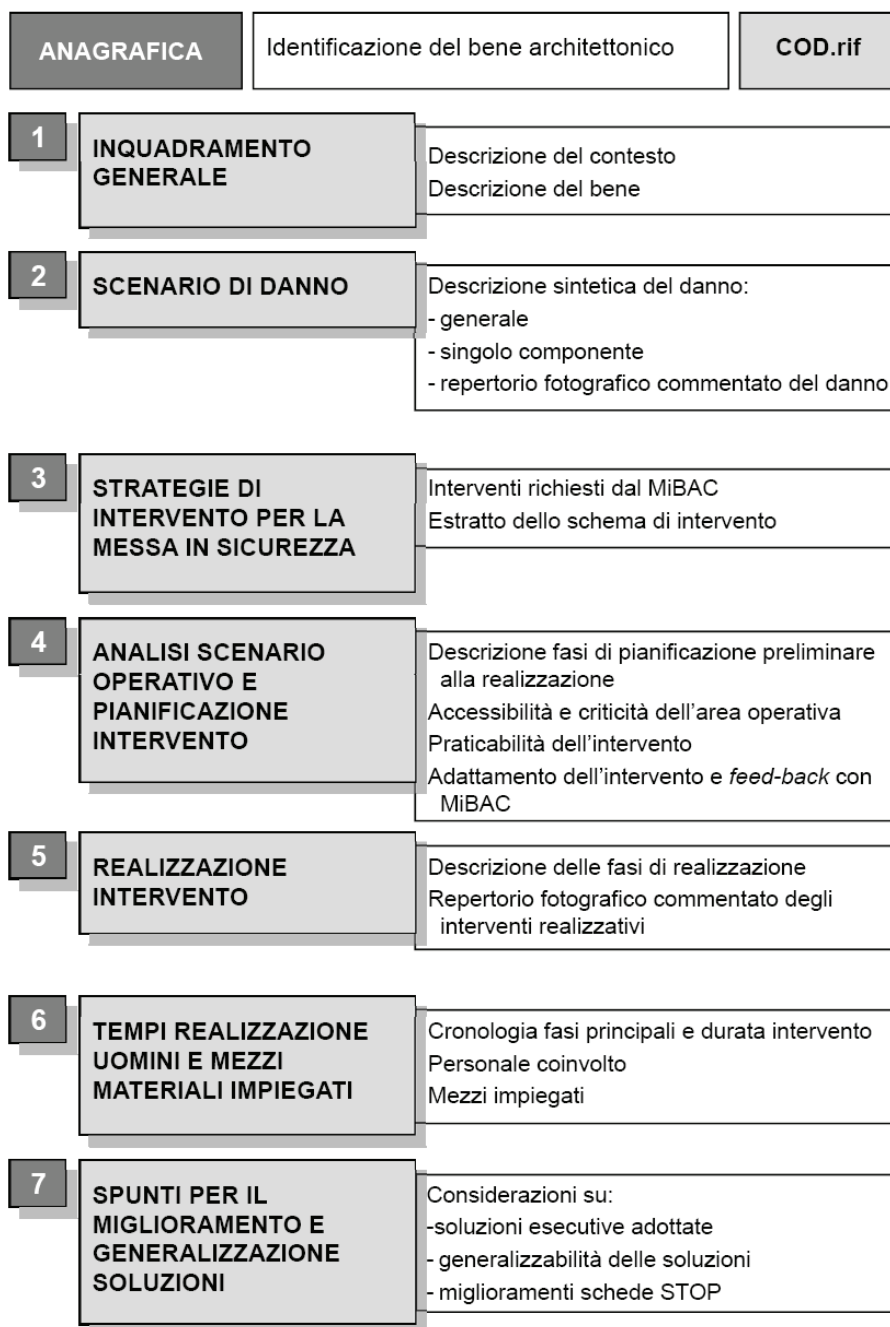 ANAGRAFICA
Identificazione del bene architettonico
COD.rif
1
INQUADRAMENTO
GENERALE
Descrizione del contesto
Descrizione del bene
2
SCENARIO DI DANNO
Descrizione sintetica del danno:
- generale
- singolo componente
- repertorio fotografico commentato del danno
3
STRATEGIE DI
INTERVENTO PER LA
MESSA IN SICUREZZA
Interventi richiesti dal MiBAC
Estratto dello schema di intervento
4
ANALISI SCENARIO
OPERATIVO E
PIANIFICAZIONE
INTERVENTO
Descrizione fasi di pianificazione preliminare
alla realizzazione
Accessibilità e criticità dell'area operativa
Praticabilità dell'intervento
Adattamento dell'intervento e feed-back con
MiBAC
5
REALIZZAZIONE
INTERVENTO
Descrizione delle fasi di realizzazione
Repertorio fotografico commentato degli
interventi realizzativi
6
TEMPI REALIZZAZIONE
UOMINI E MEZZI
MATERIALI IMPIEGATI
Cronologia fasi principali e durata intervento
Personale coinvolto
Mezzi impiegati
7
SPUNTI PER IL
MIGLIORAMENTO E
GENERALIZZAZIONE
SOLUZIONI
Considerazioni su:
-soluzioni esecutive adottate
- generalizzabilità delle soluzioni
- miglioramenti schede STOP